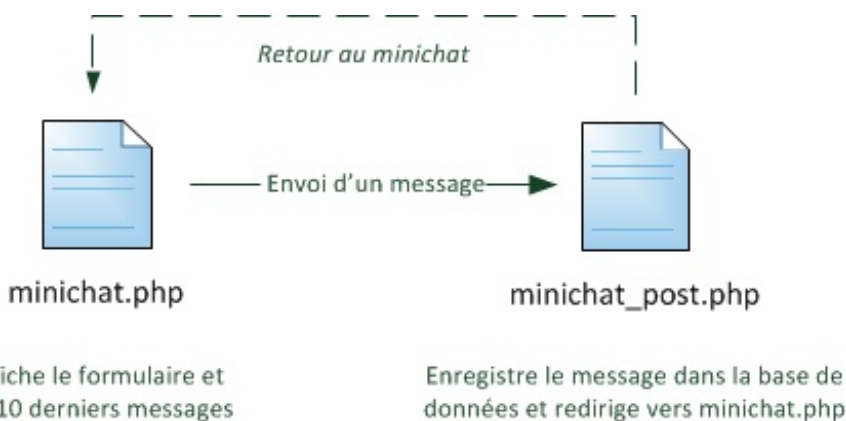 Retour au minichat
Envoi d'un message
minichat.php
minichat_post.php
fiche le formulaire et
10 derniers messages
Enregistre le message dans la base de
données et redirige vers minichat.php